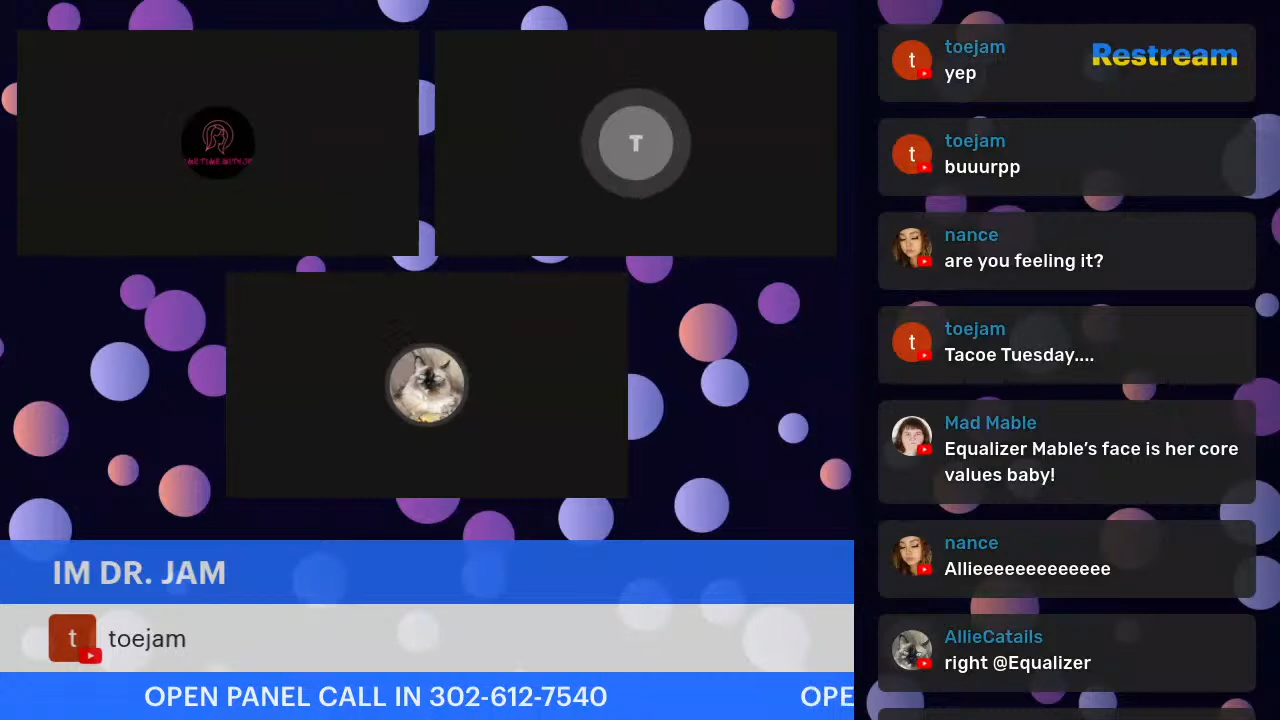 T
IM DR. JAM
t
toejam
OPEN PANEL CALL IN 302-612-7540
OPE
Restream
t
toejam
yep
t
toejam
buuurpp
nance
are you feeling it?
t
toejam
Tacoe Tuesday....
Mad Mable
Equalizer Mable’s face is her core
values baby!
nance
Allieeeeeeeeeeeee
AllieCatails
right @Equalizer